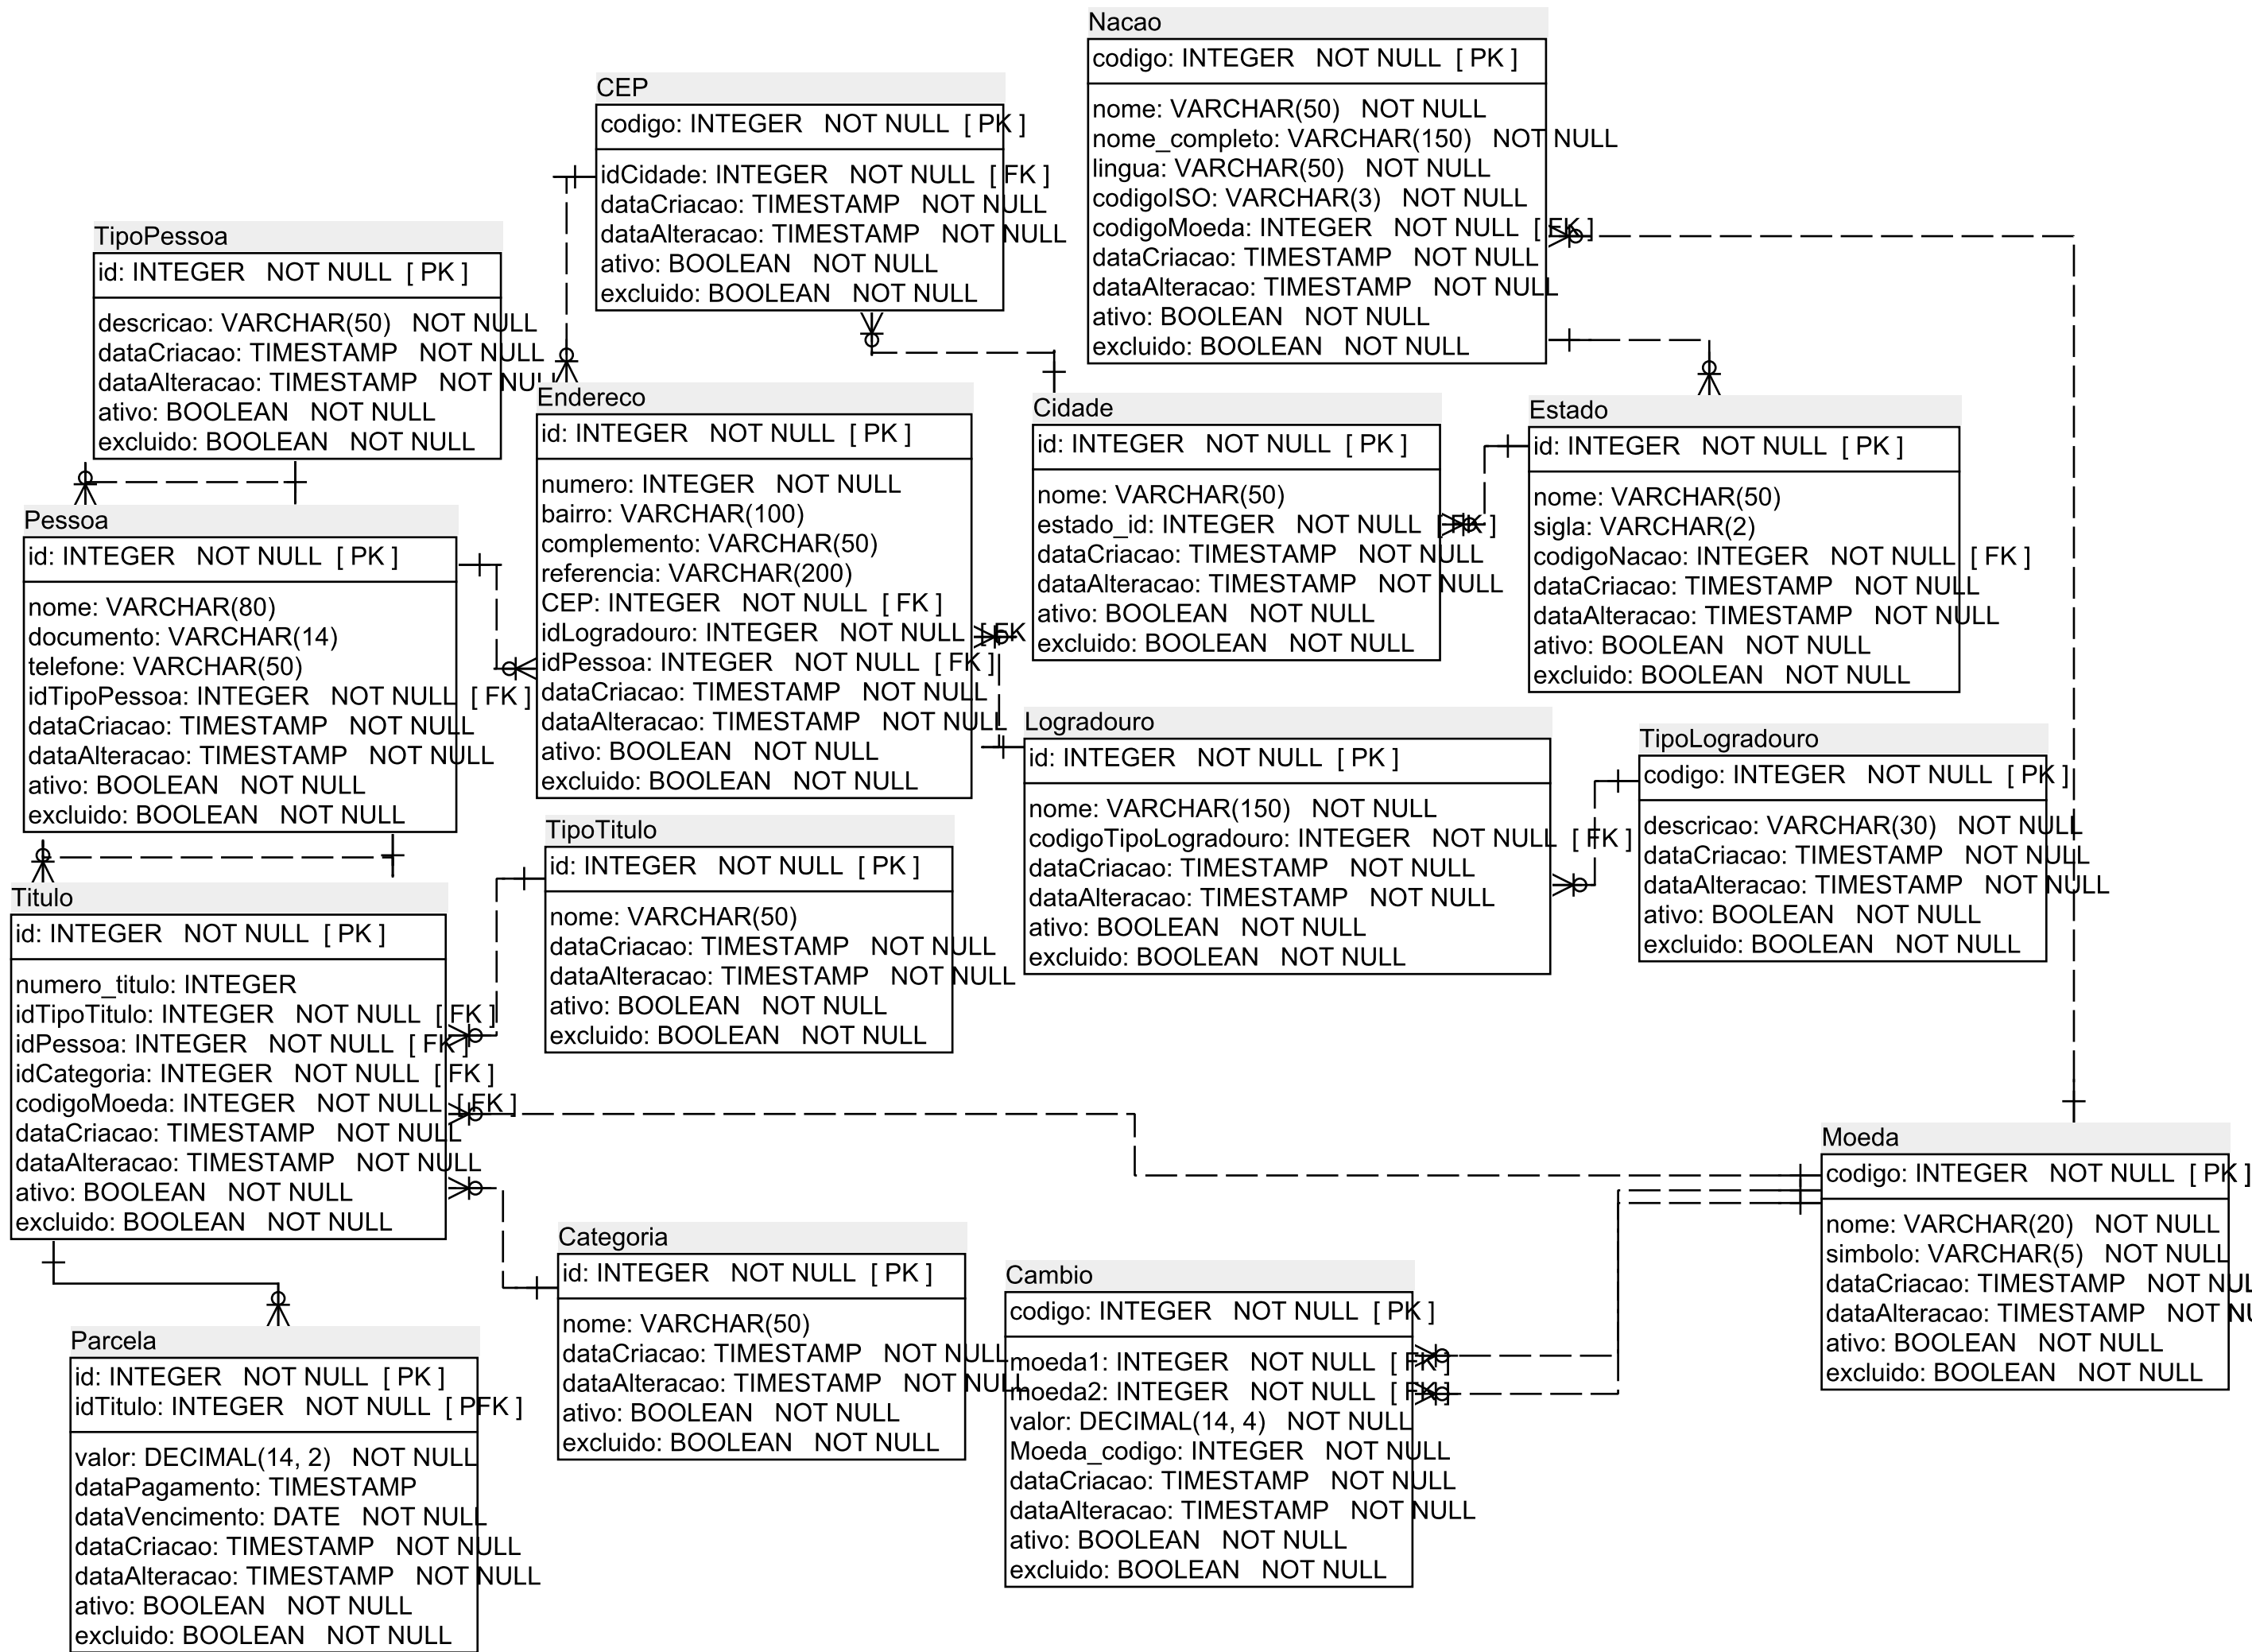 Nacao
codigo: INTEGER   NOT NULL  [ PK ]
nome: VARCHAR(50)   NOT NULL
nome_completo: VARCHAR(150)   NOT NULL
lingua: VARCHAR(50)   NOT NULL
codigoISO: VARCHAR(3)   NOT NULL
codigoMoeda: INTEGER   NOT NULL  [ FK ]
dataCriacao: TIMESTAMP   NOT NULL
dataAlteracao: TIMESTAMP   NOT NULL
ativo: BOOLEAN   NOT NULL
excluido: BOOLEAN   NOT NULL
CEP
codigo: INTEGER   NOT NULL  [ PK ]
idCidade: INTEGER   NOT NULL  [ FK ]
dataCriacao: TIMESTAMP   NOT NULL
dataAlteracao: TIMESTAMP   NOT NULL
ativo: BOOLEAN   NOT NULL
excluido: BOOLEAN   NOT NULL
TipoPessoa
id: INTEGER   NOT NULL  [ PK ]
descricao: VARCHAR(50)   NOT NULL
dataCriacao: TIMESTAMP   NOT NULL
dataAlteracao: TIMESTAMP   NOT NULL
ativo: BOOLEAN   NOT NULL
excluido: BOOLEAN   NOT NULL
Endereco
id: INTEGER   NOT NULL  [ PK ]
numero: INTEGER   NOT NULL
bairro: VARCHAR(100)
complemento: VARCHAR(50)
referencia: VARCHAR(200)
CEP: INTEGER   NOT NULL  [ FK ]
idLogradouro: INTEGER   NOT NULL  [ FK
idPessoa: INTEGER   NOT NULL  [ FK ]
dataCriacao: TIMESTAMP   NOT NULL
dataAlteracao: TIMESTAMP   NOT NULL
ativo: BOOLEAN   NOT NULL
excluido: BOOLEAN   NOT NULL
Cidade
id: INTEGER   NOT NULL  [ PK ]
nome: VARCHAR(50)
estado_id: INTEGER   NOT NULL  [ FK ]
dataCriacao: TIMESTAMP   NOT NULL
dataAlteracao: TIMESTAMP   NOT NULL
ativo: BOOLEAN   NOT NULL
excluido: BOOLEAN   NOT NULL
Estado
id: INTEGER   NOT NULL  [ PK ]
nome: VARCHAR(50)
sigla: VARCHAR(2)
codigoNacao: INTEGER   NOT NULL  [ FK ]
dataCriacao: TIMESTAMP   NOT NULL
dataAlteracao: TIMESTAMP   NOT NULL
ativo: BOOLEAN   NOT NULL
excluido: BOOLEAN   NOT NULL
Pessoa
id: INTEGER   NOT NULL  [ PK ]
nome: VARCHAR(80)
documento: VARCHAR(14)
telefone: VARCHAR(50)
idTipoPessoa: INTEGER   NOT NULL  [ FK ]
dataCriacao: TIMESTAMP   NOT NULL
dataAlteracao: TIMESTAMP   NOT NULL
ativo: BOOLEAN   NOT NULL
excluido: BOOLEAN   NOT NULL
Logradouro
id: INTEGER   NOT NULL  [ PK ]
nome: VARCHAR(150)   NOT NULL
codigoTipoLogradouro: INTEGER   NOT NULL  [ FK ]
dataCriacao: TIMESTAMP   NOT NULL
dataAlteracao: TIMESTAMP   NOT NULL
ativo: BOOLEAN   NOT NULL
excluido: BOOLEAN   NOT NULL
TipoLogradouro
codigo: INTEGER   NOT NULL  [ PK ]
descricao: VARCHAR(30)   NOT NULL
dataCriacao: TIMESTAMP   NOT NULL
dataAlteracao: TIMESTAMP   NOT NULL
ativo: BOOLEAN   NOT NULL
excluido: BOOLEAN   NOT NULL
TipoTitulo
id: INTEGER   NOT NULL  [ PK ]
nome: VARCHAR(50)
dataCriacao: TIMESTAMP   NOT NULL
dataAlteracao: TIMESTAMP   NOT NULL
ativo: BOOLEAN   NOT NULL
excluido: BOOLEAN   NOT NULL
Titulo
id: INTEGER   NOT NULL  [ PK ]
numero_titulo: INTEGER
idTipoTitulo: INTEGER   NOT NULL  [ FK ]
idPessoa: INTEGER   NOT NULL  [ FK ]
idCategoria: INTEGER   NOT NULL  [ FK ]
codigoMoeda: INTEGER   NOT NULL  [ FK ]
dataCriacao: TIMESTAMP   NOT NULL
dataAlteracao: TIMESTAMP   NOT NULL
ativo: BOOLEAN   NOT NULL
excluido: BOOLEAN   NOT NULL
Moeda
codigo: INTEGER   NOT NULL  [ PK ]
nome: VARCHAR(20)   NOT NULL
simbolo: VARCHAR(5)   NOT NULL
dataCriacao: TIMESTAMP   NOT NUL
dataAlteracao: TIMESTAMP   NOT NU
ativo: BOOLEAN   NOT NULL
excluido: BOOLEAN   NOT NULL
Categoria
id: INTEGER   NOT NULL  [ PK ]
nome: VARCHAR(50)
dataCriacao: TIMESTAMP   NOT NULL
dataAlteracao: TIMESTAMP   NOT NULL
ativo: BOOLEAN   NOT NULL
excluido: BOOLEAN   NOT NULL
Cambio
codigo: INTEGER   NOT NULL  [ PK ]
moeda1: INTEGER   NOT NULL  [ FK ]
moeda2: INTEGER   NOT NULL  [ FK ]
valor: DECIMAL(14, 4)   NOT NULL
Moeda_codigo: INTEGER   NOT NULL
dataCriacao: TIMESTAMP   NOT NULL
dataAlteracao: TIMESTAMP   NOT NULL
ativo: BOOLEAN   NOT NULL
excluido: BOOLEAN   NOT NULL
Parcela
id: INTEGER   NOT NULL  [ PK ]
idTitulo: INTEGER   NOT NULL  [ PFK ]
valor: DECIMAL(14, 2)   NOT NULL
dataPagamento: TIMESTAMP
dataVencimento: DATE   NOT NULL
dataCriacao: TIMESTAMP   NOT NULL
dataAlteracao: TIMESTAMP   NOT NULL
ativo: BOOLEAN   NOT NULL
excluido: BOOLEAN   NOT NULL